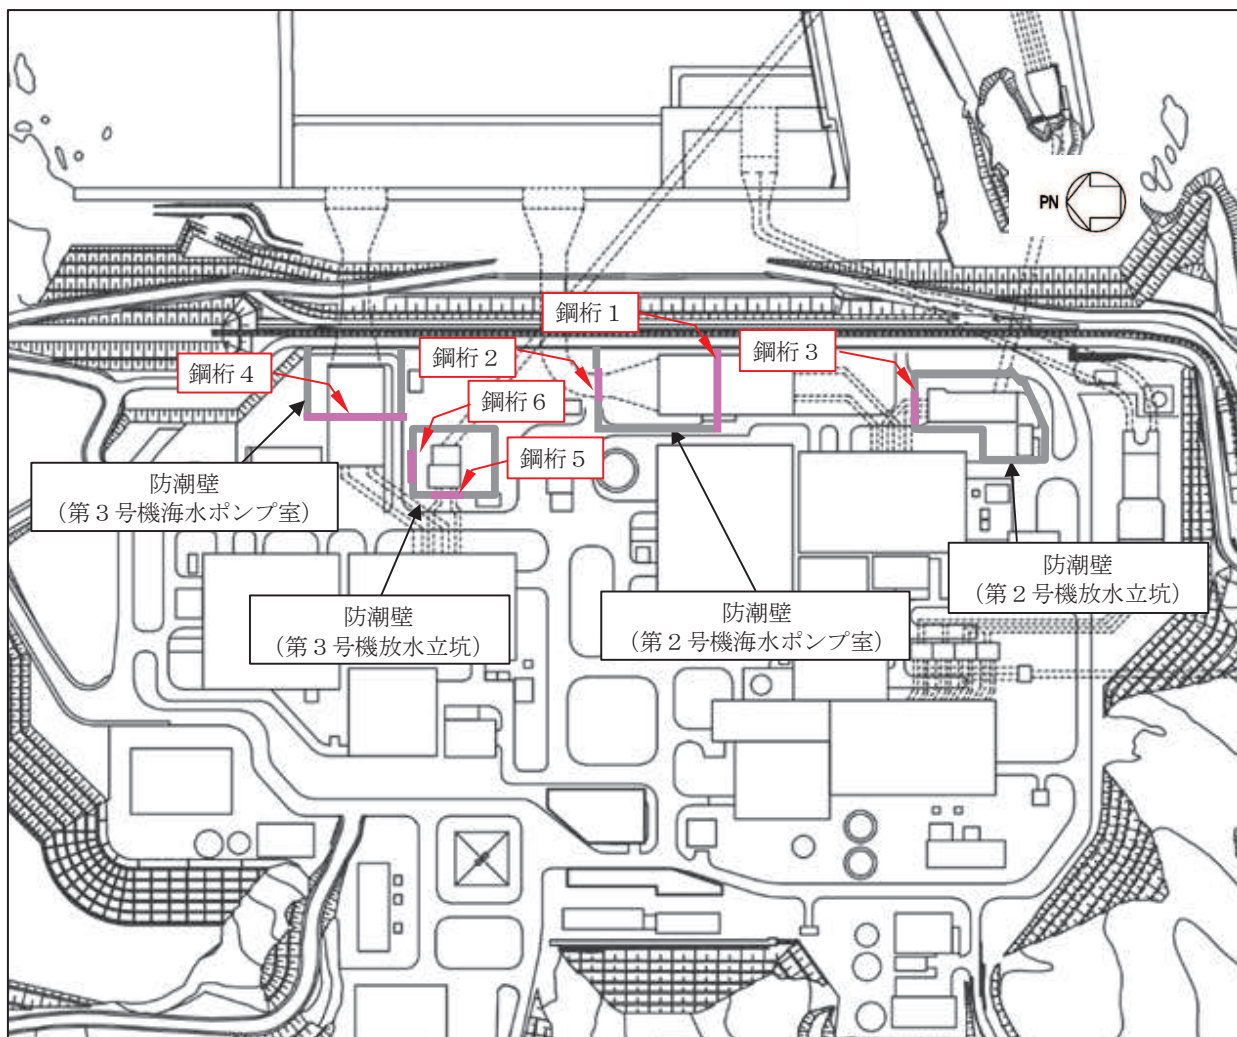 PN
鋼桁1
鋼桁2
鋼桁3
鋼桁4
鋼桁6
鋼桁5
防潮壁
（第3号機海水ポンプ室）
防潮壁
（第2号機放水立坑）
防潮壁
（第3号機放水立坑）
防潮壁
（第2号機海水ポンプ室）